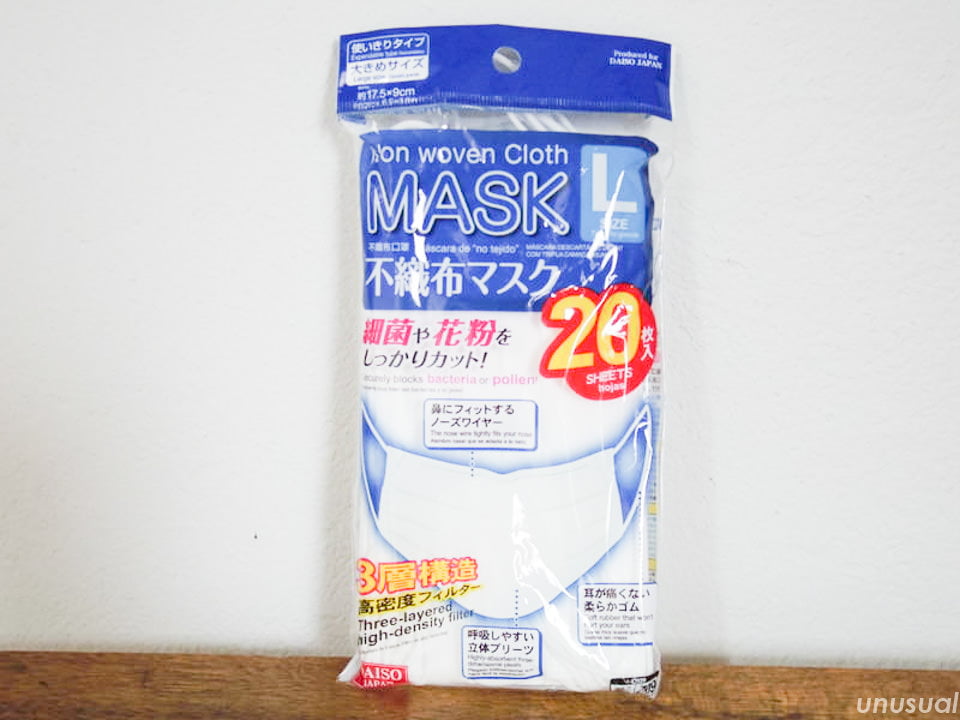 使いきりタイプ
Expendable type
大きめサイズ
Large size
約17.5×9cm
Produced for
DAISO JAPAN
Non woven Cloth
MASK
L
SIZE
不織布口罩 Máscara de "no tejido"
不織布マスク
20
枚入
SHEETS
hojas
細菌や花粉を
しっかりカット!
securely blocks bacteria or pollen!
鼻にフィットする
ノーズワイヤー
The nose wire tightly fits your nose
3層構造
高密度フィルター
Three-layered
high-density filter
耳が痛くない
柔らかゴム
Soft rubber that won't
hurt your ears
呼吸しやすい
立体プリーツ
DAISO
JAPAN
unusual